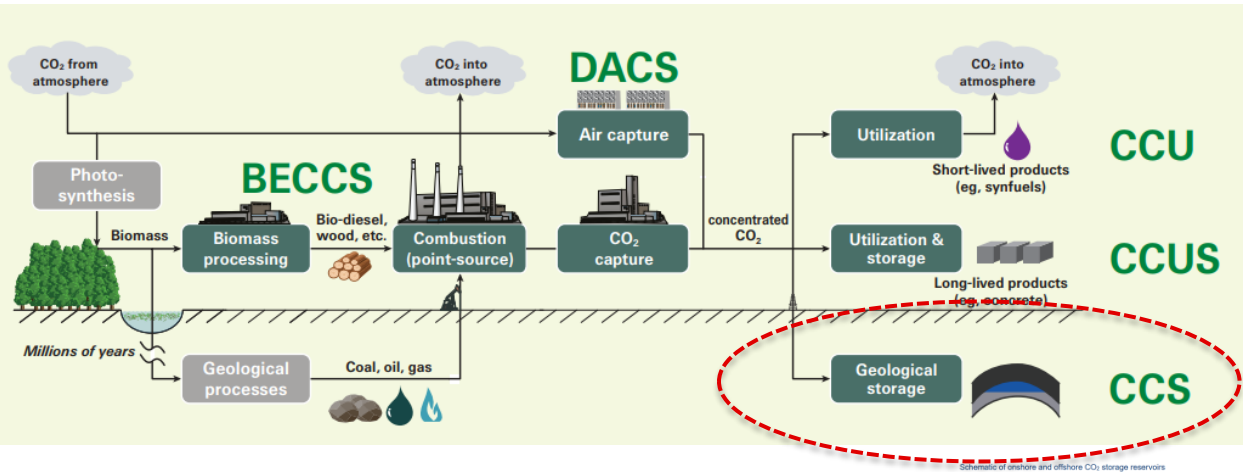 CO₂ from
atmosphere
CO₂ into
atmosphere
DACS
CO₂ into
atmosphere
Air capture
Utilization
CCU
Short-lived products
(eg, synfuels)
Photo-
synthesis
BECCS
Biomass
Biomass
processing
Bio-diesel,
wood, etc.
Combustion
(point-source)
CO₂
capture
concentrated
CO₂
Utilization &
storage
CCUS
Long-lived products
(eg, concrete)
Millions of years
Geological
processes
Coal, oil, gas
Geological
storage
CCS
Schematic of onshore and offshore CO₂ storage reservoirs